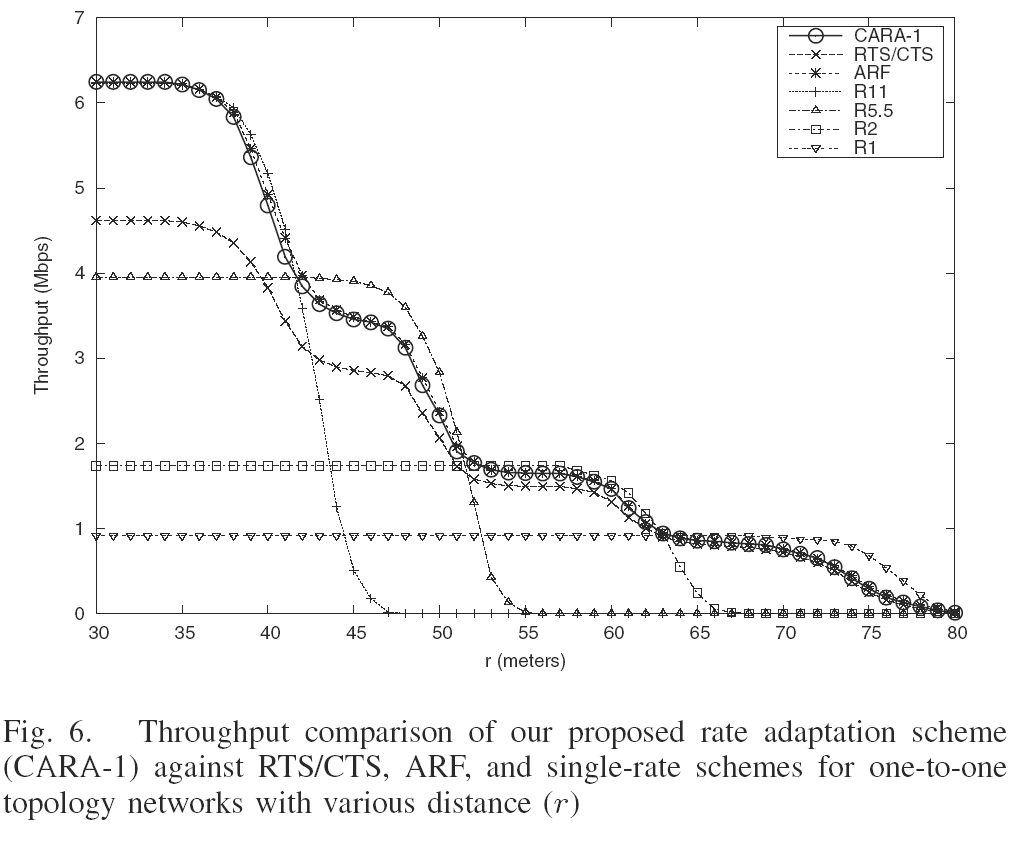 7
6
5
4
3
2
1
0
Throughput (Mbps)
CARA-1
RTS/CTS
ARF
R11
R5.5
R2
R1
30 35 40 45 50 55 60 65 70 75 80
r (meters)
Fig. 6. Throughput comparison of our proposed rate adaptation scheme
(CARA-1) against RTS/CTS, ARF, and single-rate schemes for one-to-one
topology networks with various distance (r)